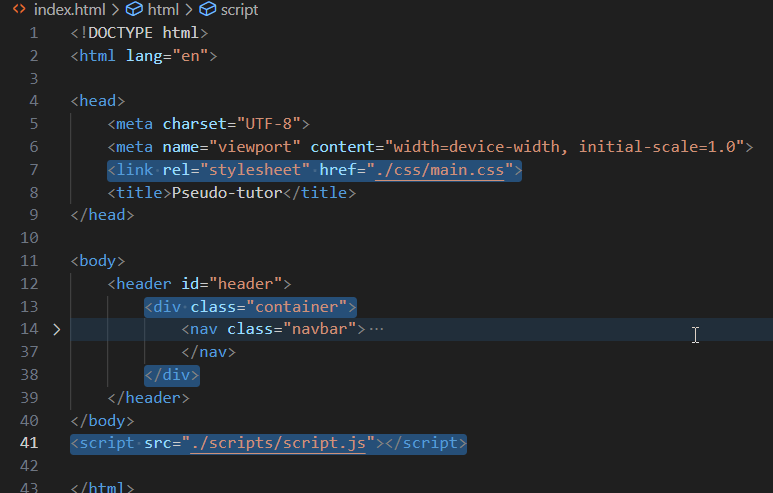 index.html > html > script
1 <!DOCTYPE html>
2 <html lang="en">
3
4 <head>
5     <meta charset="UTF-8">
6     <meta name="viewport" content="width=device-width, initial-scale=1.0">
7     <link rel="stylesheet" href="./css/main.css">
8     <title>Pseudo-tutor</title>
9 </head>
10
11 <body>
12     <header id="header">
13         <div class="container">
14             <nav class="navbar">···
37             </nav>
38         </div>
39     </header>
40 </body>
41 <script src="./scripts/script.js"></script>
42
43 </html>